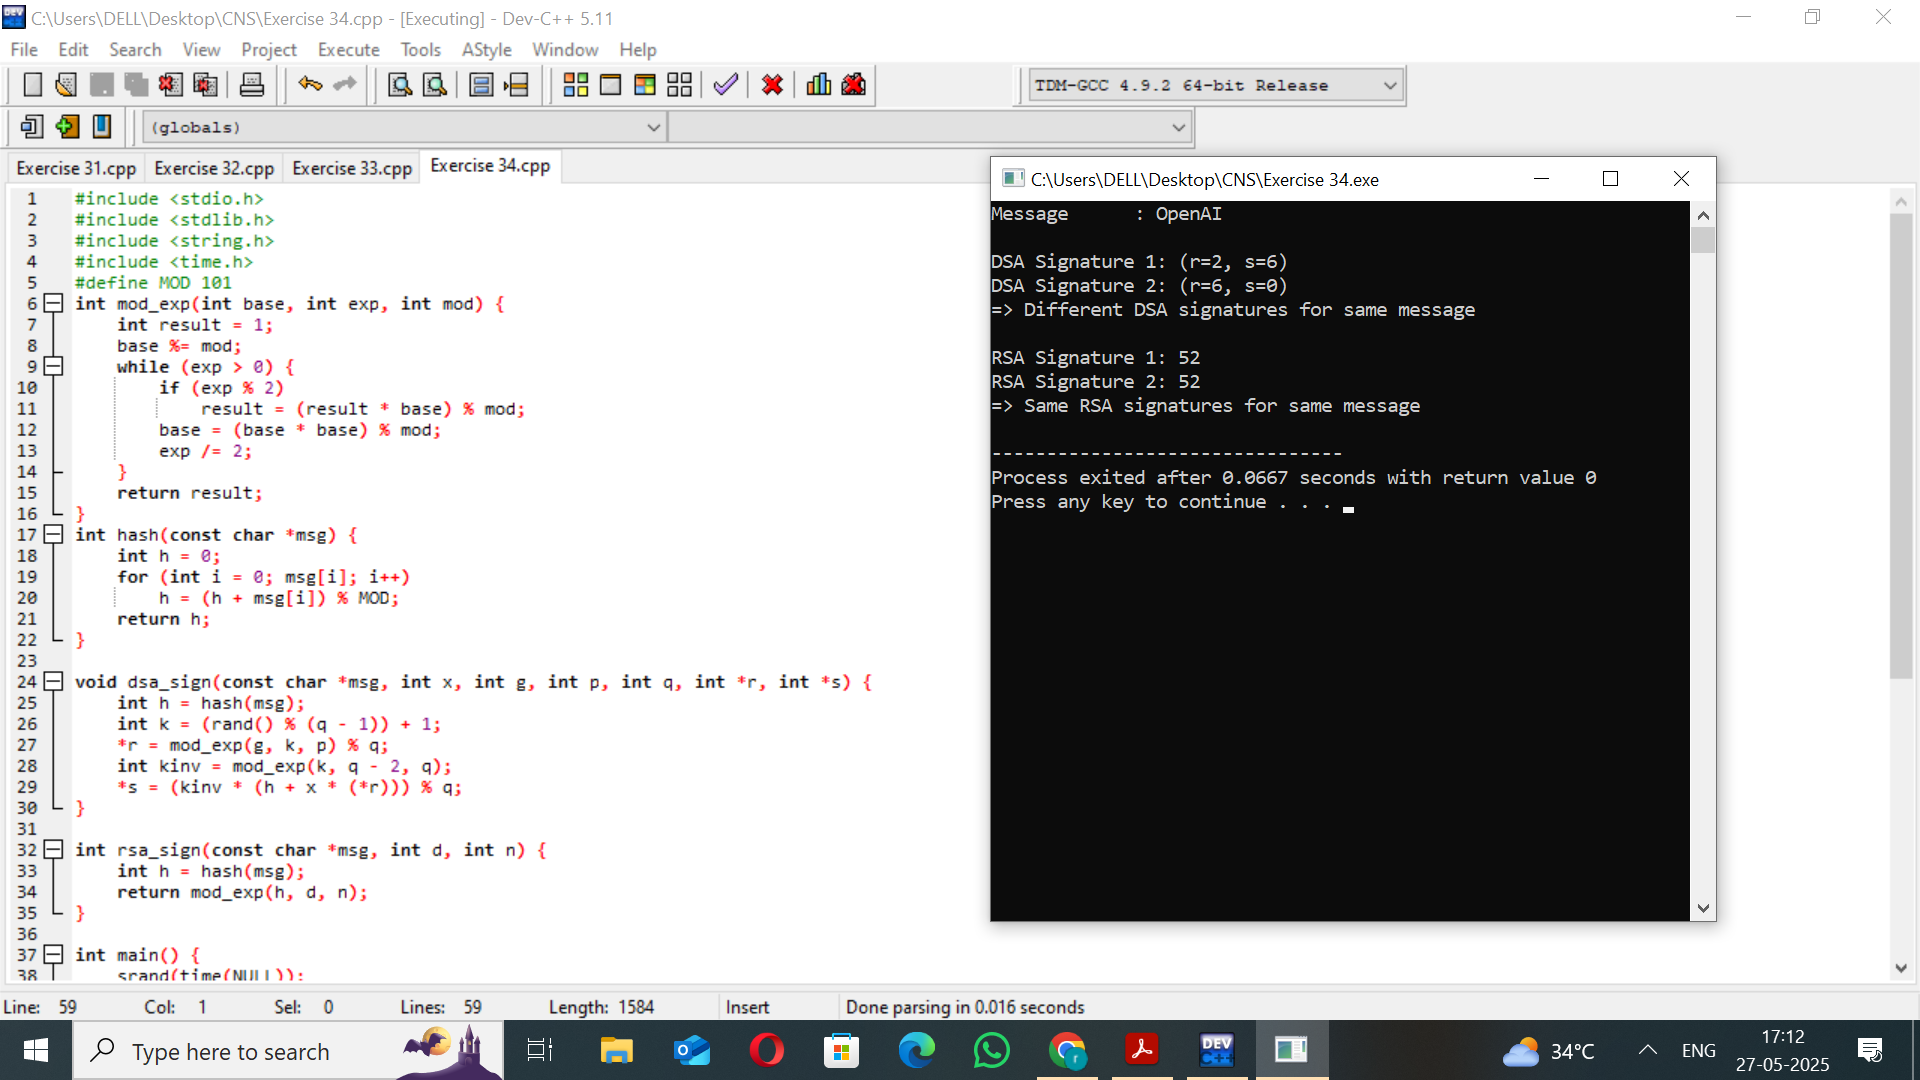 C:\Users\DELL\Desktop\CNS\Exercise 34.cpp - [Executing] - Dev-C++ 5.11
File Edit Search View Project Execute Tools AStyle Window Help
TDM-GCC 4.9.2 64-bit Release
(globals)
Exercise 31.cpp Exercise 32.cpp Exercise 33.cpp Exercise 34.cpp
1 #include <stdio.h>
2 #include <stdlib.h>
3 #include <string.h>
4 #include <time.h>
5 #define MOD 101
6 int mod_exp(int base, int exp, int mod) {
7 int result = 1;
8 base %= mod;
9 while (exp > 0) {
10 if (exp % 2)
11 result = (result * base) % mod;
12 base = (base * base) % mod;
13 exp /= 2;
14 }
15 return result;
16 }
17 int hash(const char *msg) {
18 int h = 0;
19 for (int i = 0; msg[i]; i++)
20 h = (h + msg[i]) % MOD;
21 return h;
22 }
23
24 void dsa_sign(const char *msg, int x, int g, int p, int q, int *r, int *s) {
25 int h = hash(msg);
26 int k = (rand() % (q - 1)) + 1;
27 *r = mod_exp(g, k, p) % q;
28 int kinv = mod_exp(k, q - 2, q);
29 *s = (kinv * (h + x * (*r))) % q;
30 }
31
32 int rsa_sign(const char *msg, int d, int n) {
33 int h = hash(msg);
34 return mod_exp(h, d, n);
35 }
36
37 int main() {
38 srand(time(NULL));
C:\Users\DELL\Desktop\CNS\Exercise 34.exe
Message : OpenAI
DSA Signature 1: (r=2, s=6)
DSA Signature 2: (r=6, s=0)
=> Different DSA signatures for same message
RSA Signature 1: 52
RSA Signature 2: 52
=> Same RSA signatures for same message
--------------------------------
Process exited after 0.0667 seconds with return value 0
Press any key to continue . . .
Line: 59 Col: 1 Sel: 0 Lines: 59 Length: 1584 Insert Done parsing in 0.016 seconds
Type here to search
DEV C++
34°C
ENG
17:12
27-05-2025